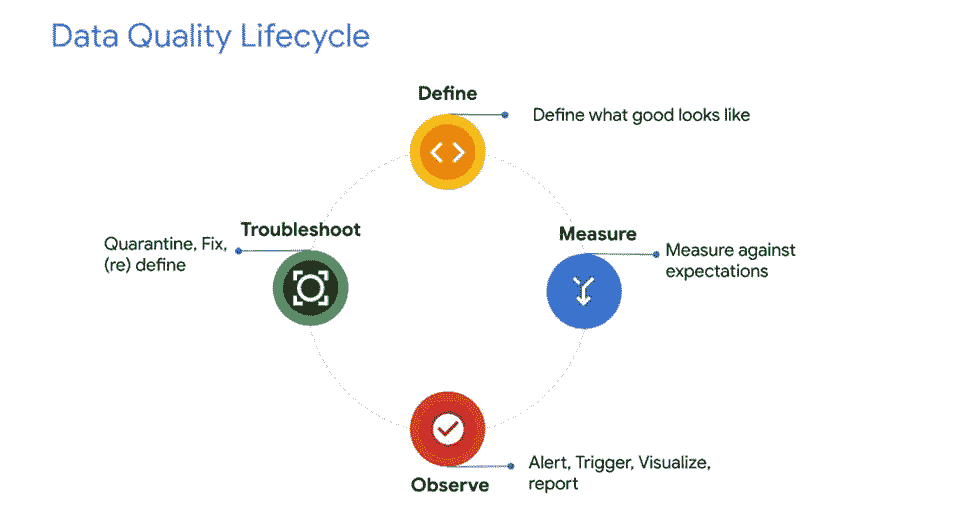 Data Quality Lifecycle
Define
Define what good looks like
Troubleshoot
Quarantine, Fix,
(re) define
Measure
Measure against
expectations
Alert, Trigger, Visualize,
report
Observe